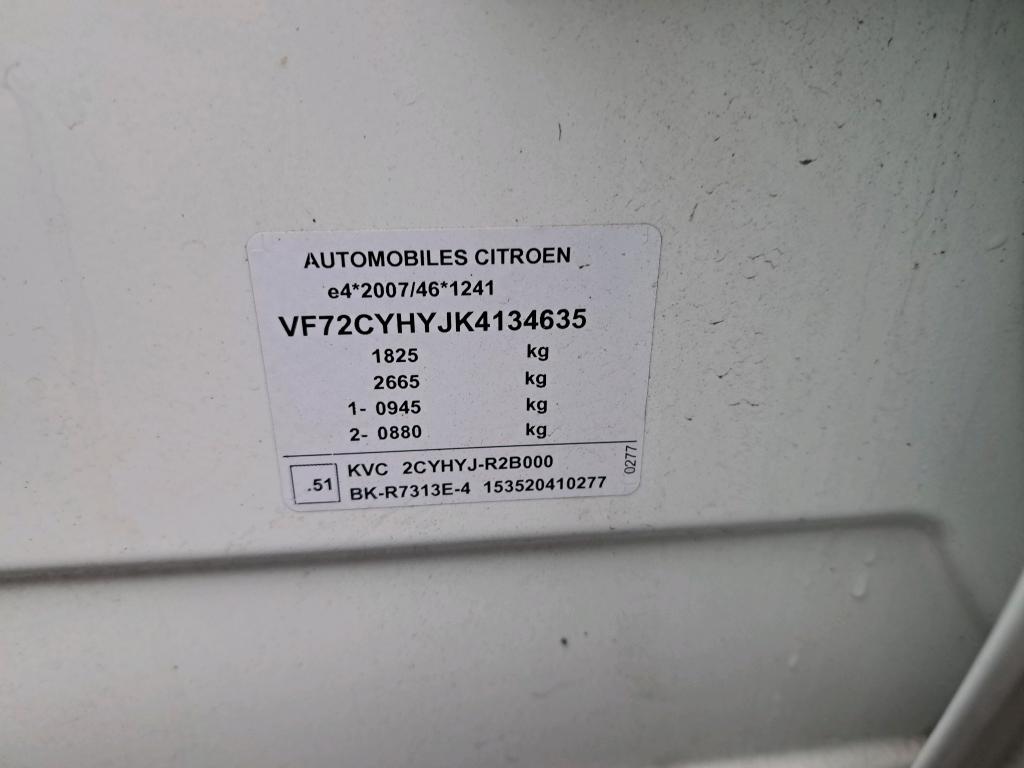 AUTOMOBILES CITROEN
e4*2007/46*1241
VF72CYHYJK4134635
1825 kg
2665 kg
1- 0945 kg
2- 0880 kg
.51
KVC 2CYHYJ-R2B000
BK-R7313E-4 153520410277
0277